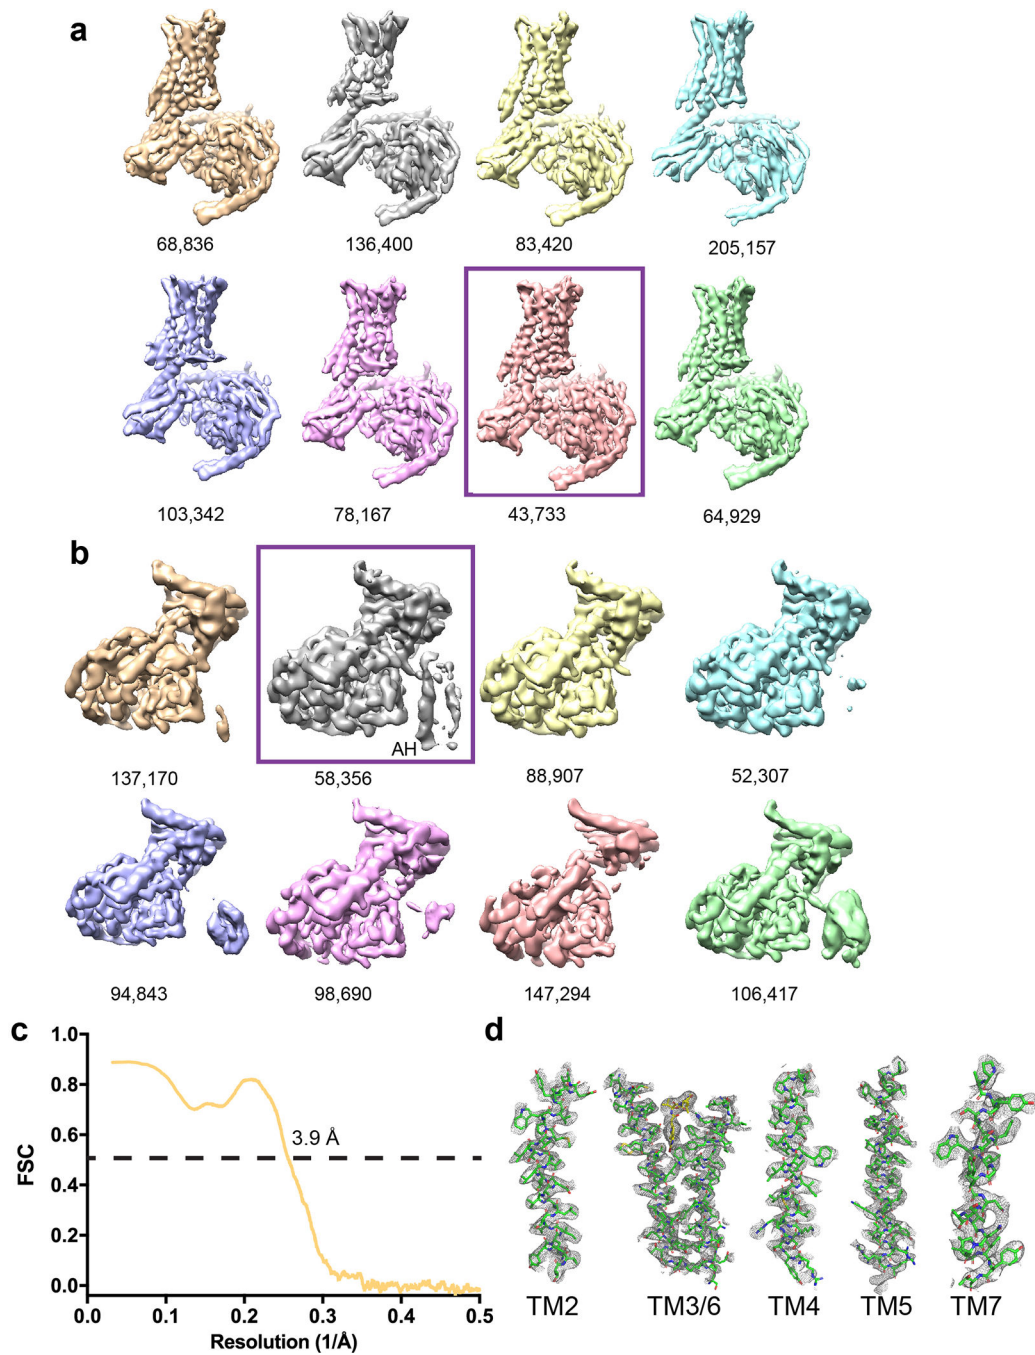 a
68,836 136,400 83,420 205,157
103,342 78,167 43,733 64,929
b
AH
137,170 58,356 88,907 52,307
94,843 98,690 147,294 106,417
c
1.0
0.8
0.6
0.4
0.2
0.0
FSC
3.9 Å
0.0 0.1 0.2 0.3 0.4 0.5
Resolution (1/Å)
d
TM2 TM3/6 TM4 TM5 TM7